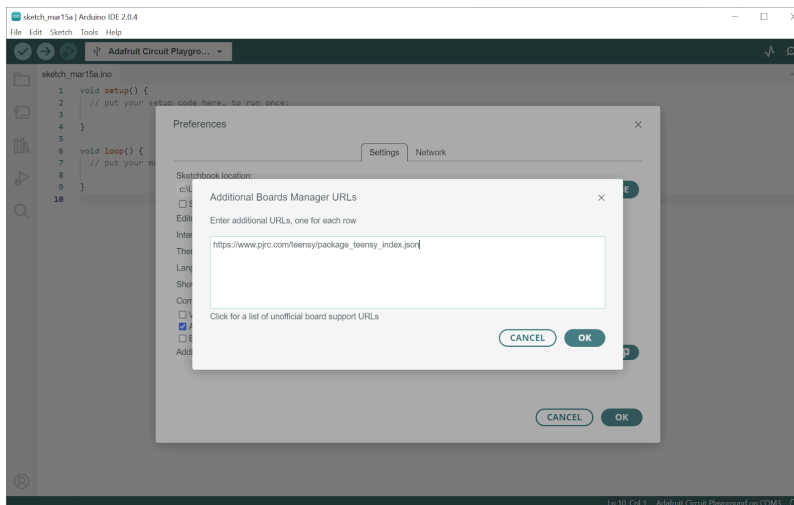 sketch_mar15a | Arduino IDE 2.0.4
File Edit Sketch Tools Help
Adafruit Circuit Playgro...
sketch_mar15a.ino
1 void setup() {
2 // put your setup code here, to run once:
3
4 }
5
6 void loop() {
7 // put your
8
9 }
10
Preferences
Settings Network
Sketchbook location:
Additional Boards Manager URLs
Enter additional URLs, one for each row
https://www.pjrc.com/teensy/package_teensy_index.json
Click for a list of unofficial board support URLs
CANCEL OK
CANCEL OK
Ln 10, Col 1 Adafruit Circuit Playground on COM3